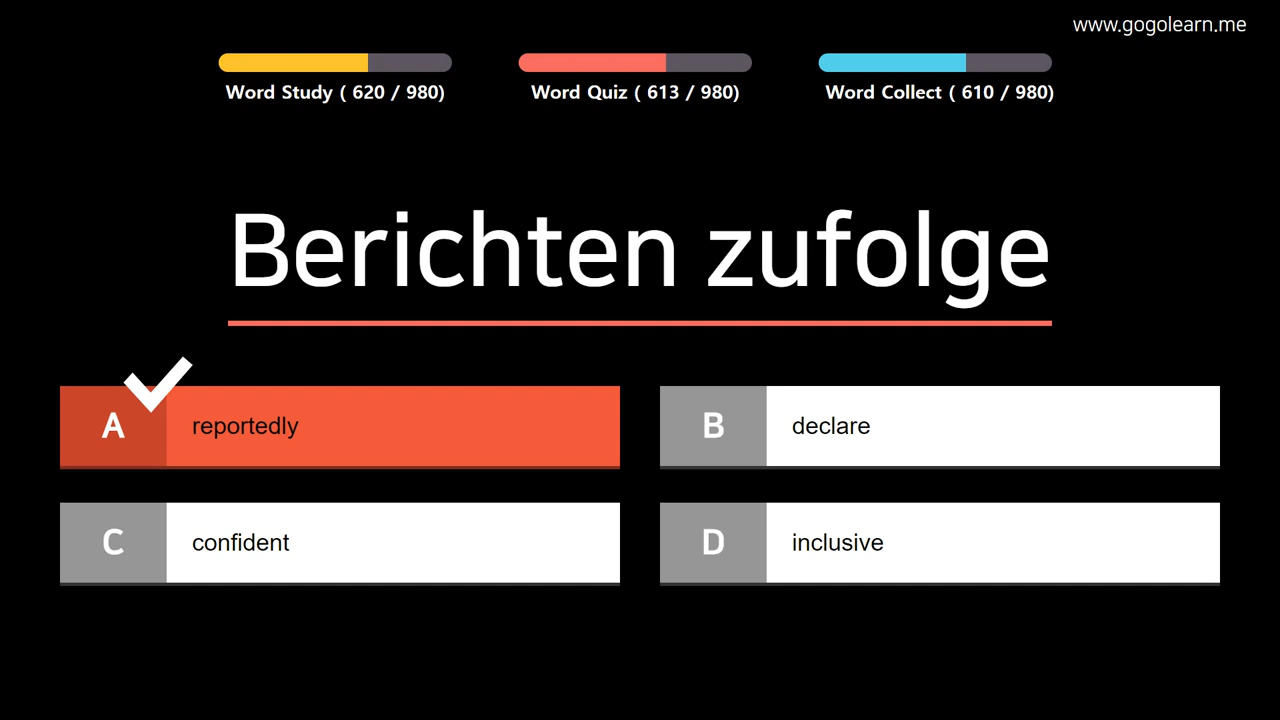 www.gogolearn.me
Word Study ( 620 / 980)
Word Quiz ( 613 / 980)
Word Collect ( 610 / 980)
Berichten zufolge
A reportedly
B declare
C confident
D inclusive